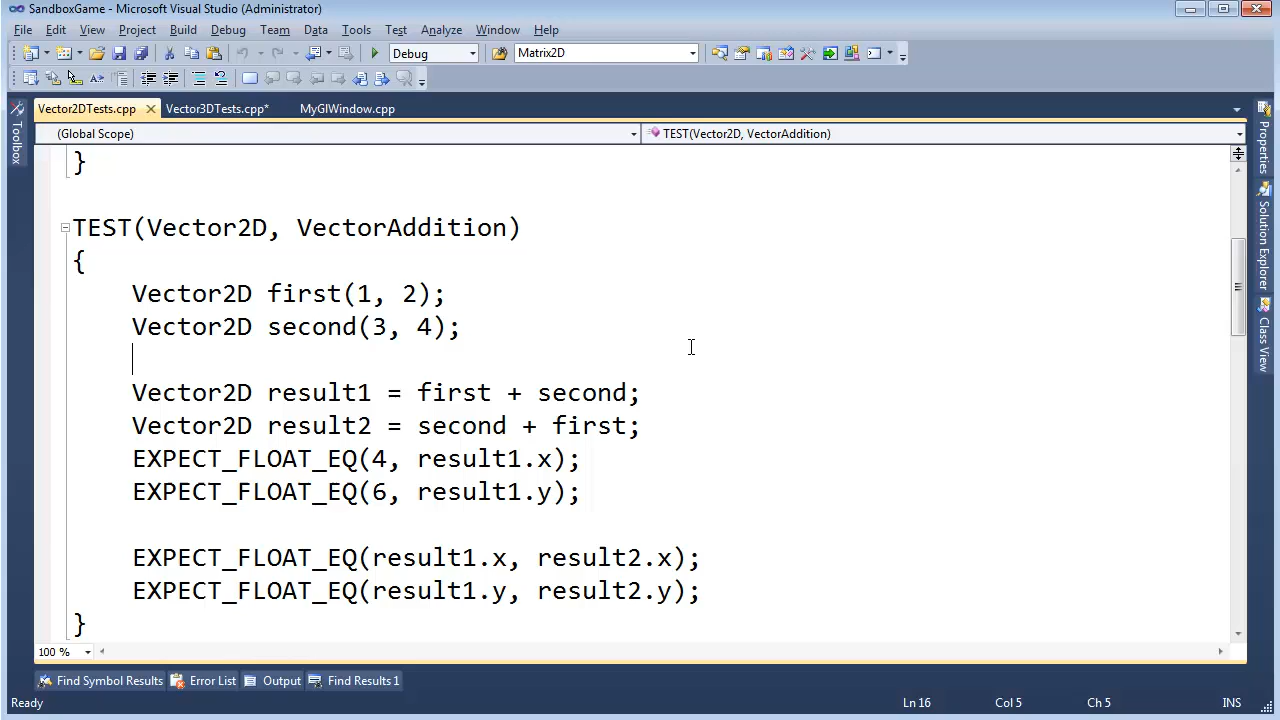 SandboxGame - Microsoft Visual Studio (Administrator)
File Edit View Project Build Debug Team Data Tools Test Analyze Window Help
Debug Matrix2D
Vector2DTests.cpp Vector3DTests.cpp* MyGlWindow.cpp
(Global Scope) TEST(Vector2D, VectorAddition)
Toolbox
Properties
Solution Explorer
Class View
}
TEST(Vector2D, VectorAddition)
{
Vector2D first(1, 2);
Vector2D second(3, 4);
Vector2D result1 = first + second;
Vector2D result2 = second + first;
EXPECT_FLOAT_EQ(4, result1.x);
EXPECT_FLOAT_EQ(6, result1.y);
EXPECT_FLOAT_EQ(result1.x, result2.x);
EXPECT_FLOAT_EQ(result1.y, result2.y);
}
100 %
Find Symbol Results Error List Output Find Results 1
Ready Ln 16 Col 5 Ch 5 INS